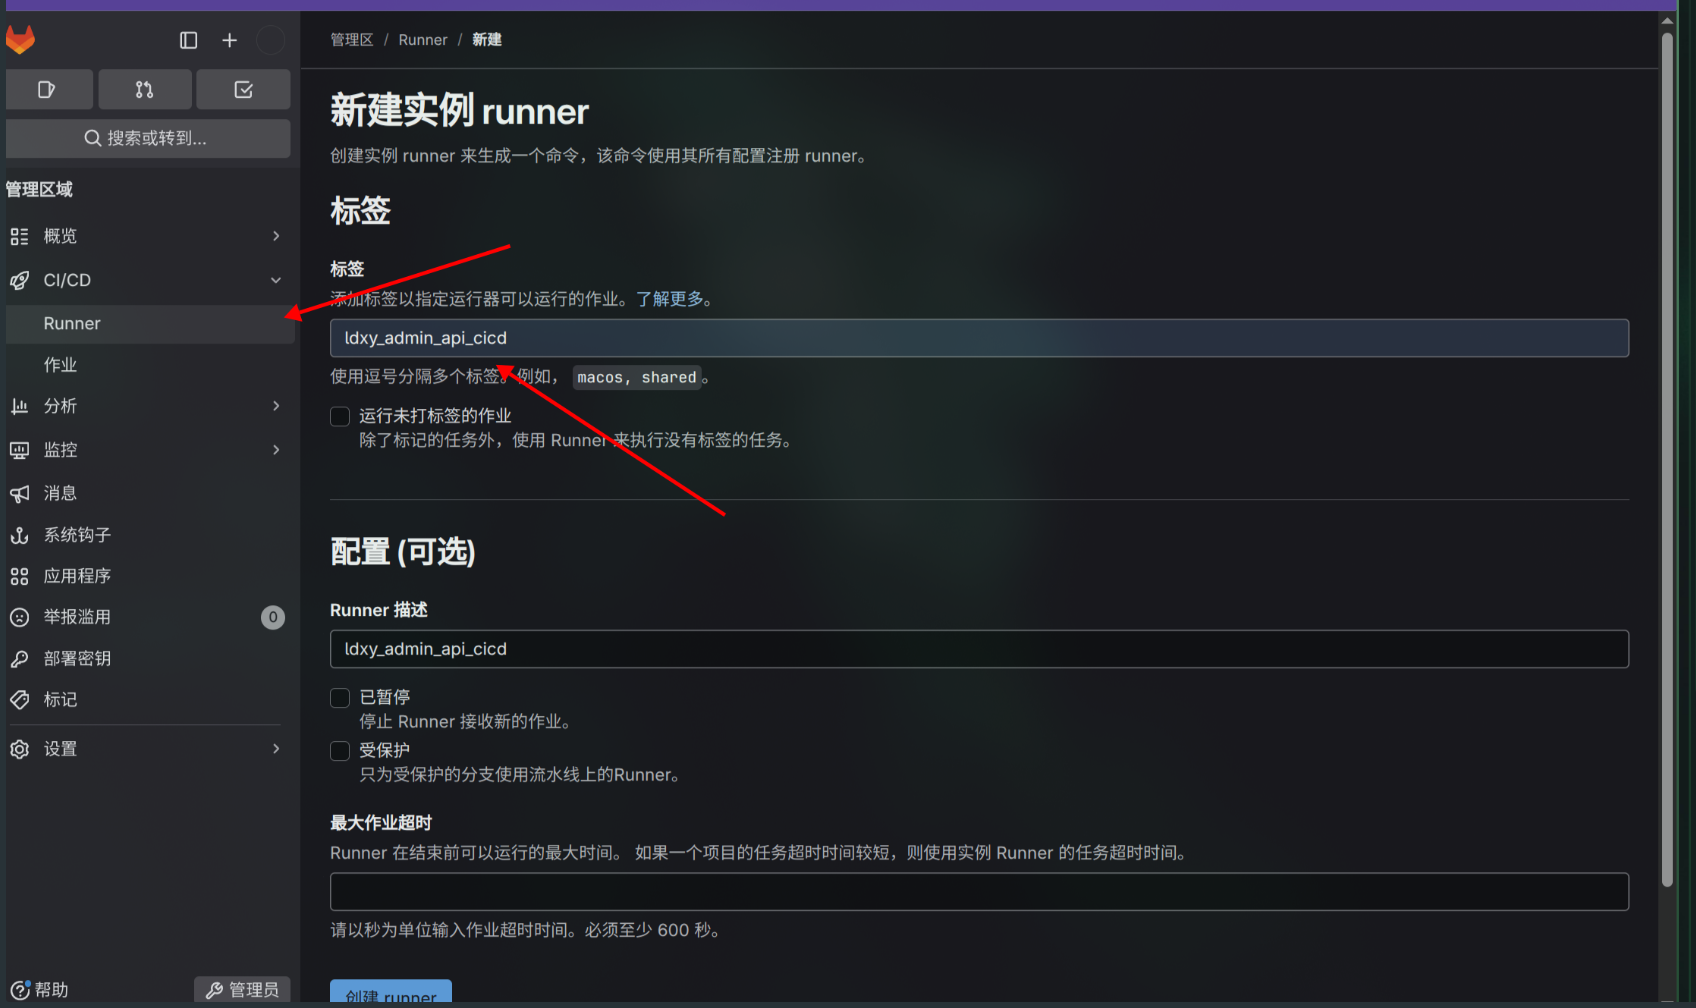 管理区 / Runner / 新建
搜索或转到...
管理区域
概览
CI/CD
Runner
作业
分析
监控
消息
系统钩子
应用程序
举报滥用 0
部署密钥
标记
设置
帮助
管理员
新建实例 runner
创建实例 runner 来生成一个命令，该命令使用其所有配置注册 runner。
标签
标签
添加标签以指定运行器可以运行的作业。了解更多。
ldxy_admin_api_cicd
使用逗号分隔多个标签。例如， macos, shared 。
运行未打标签的作业
除了标记的任务外，使用 Runner 来执行没有标签的任务。
配置 (可选)
Runner 描述
ldxy_admin_api_cicd
已暂停
停止 Runner 接收新的作业。
受保护
只为受保护的分支使用流水线上的Runner。
最大作业超时
Runner 在结束前可以运行的最大时间。 如果一个项目的任务超时时间较短，则使用实例 Runner 的任务超时时间。
请以秒为单位输入作业超时时间。必须至少 600 秒。
创建 runner